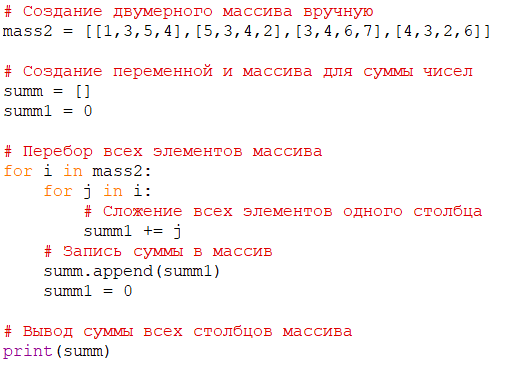 # Создание двумерного массива вручную
mass2 = [[1,3,5,4],[5,3,4,2],[3,4,6,7],[4,3,2,6]]
# Создание переменной и массива для суммы чисел
summ = []
summ1 = 0
# Перебор всех элементов массива
for i in mass2:
    for j in i:
        # Сложение всех элементов одного столбца
        summ1 += j
    # Запись суммы в массив
    summ.append(summ1)
    summ1 = 0
# Вывод суммы всех столбцов массива
print(summ)